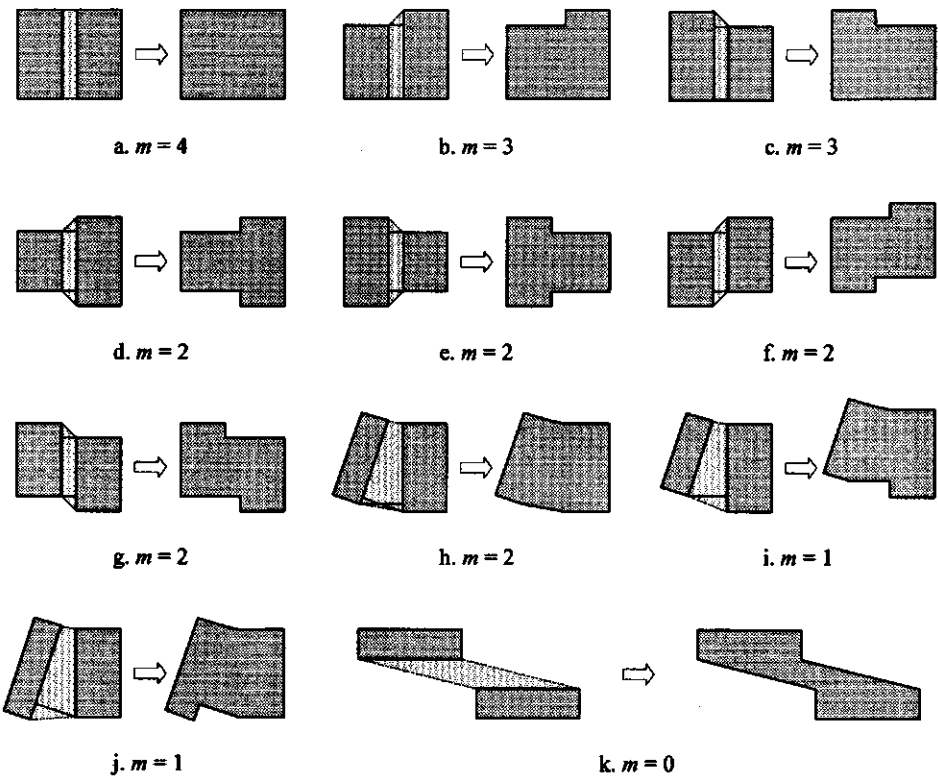 a. m = 4
b. m = 3
c. m = 3
d. m = 2
e. m = 2
f. m = 2
g. m = 2
h. m = 2
i. m = 1
j. m = 1
k. m = 0